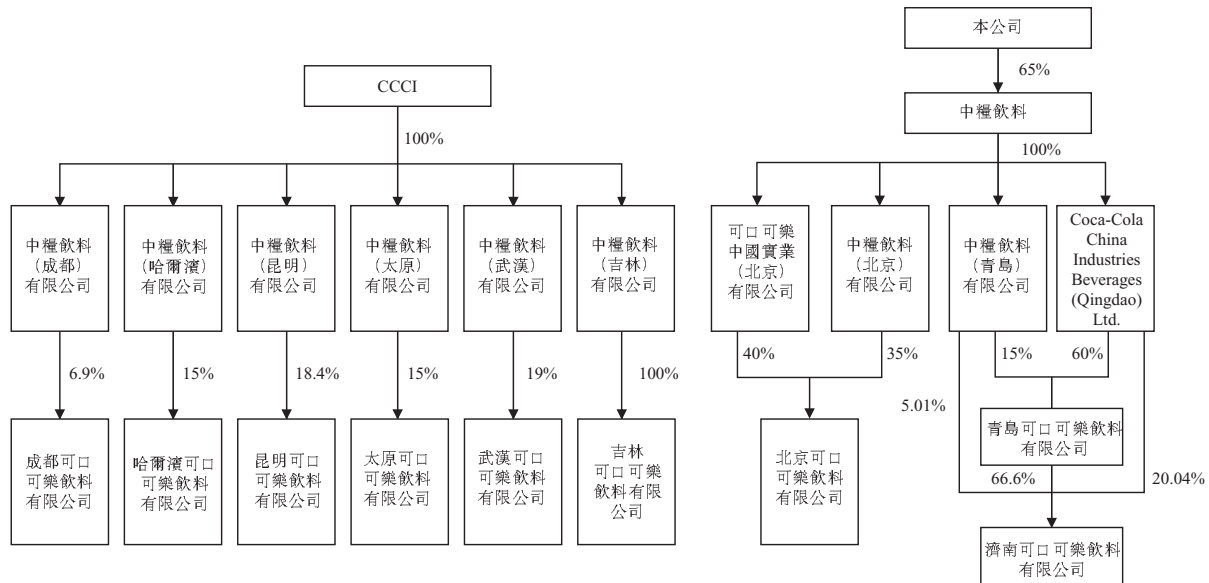 本公司
65%
CCCI
中糧飲料
100%
100%
中糧飲料
（成都）
有限公司
中糧飲料
（哈爾濱）
有限公司
中糧飲料
（昆明）
有限公司
中糧飲料
（太原）
有限公司
中糧飲料
（武漢）
有限公司
中糧飲料
（吉林）
有限公司
可口可樂
中國實業
（北京）
有限公司
中糧飲料
（北京）
有限公司
中糧飲料
（青島）
有限公司
Coca-Cola
China
Industries
Beverages
(Qingdao)
Ltd.
6.9%
15%
18.4%
15%
19%
100%
40%
35%
15%
60%
5.01%
成都可口
可樂飲料
有限公司
哈爾濱可口
可樂飲料
有限公司
昆明可口
可樂飲料
有限公司
太原可口
可樂飲料
有限公司
武漢可口
可樂飲料
有限公司
吉林
可口可樂
飲料有限
公司
北京可口
可樂飲料
有限公司
青島可口可樂飲料
有限公司
66.6%
20.04%
濟南可口可樂飲料
有限公司